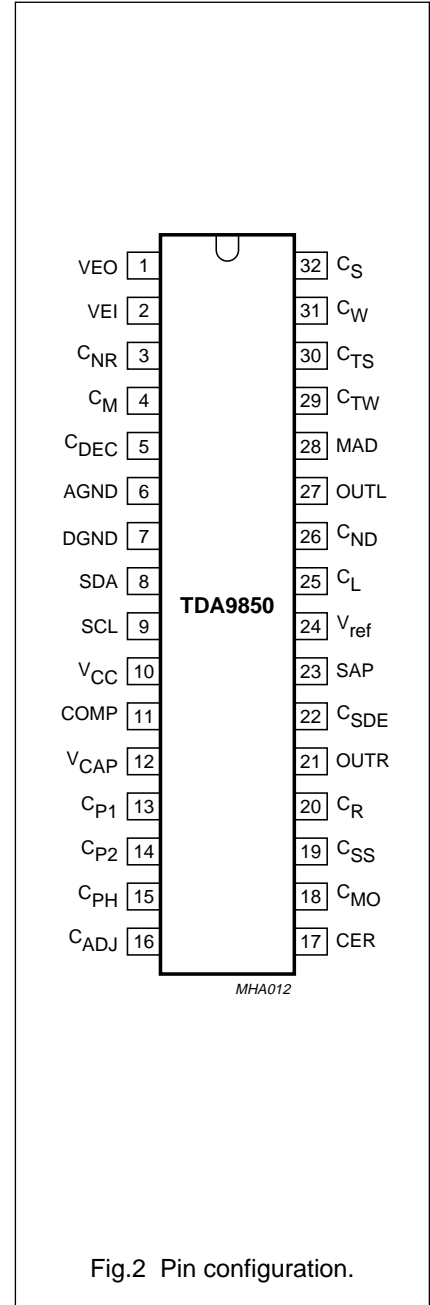 VEO 1 32 CS
VEI 2 31 CW
CNR 3 30 CTS
CM 4 29 CTW
CDEC 5 28 MAD
AGND 6 27 OUTL
DGND 7 26 CND
SDA 8 25 CL
TDA9850
SCL 9 24 Vref
VCC 10 23 SAP
COMP 11 22 CSDE
VCAP 12 21 OUTR
CP1 13 20 CR
CP2 14 19 CSS
CPH 15 18 CMO
CADJ 16 17 CER
MHA012
Fig.2 Pin configuration.